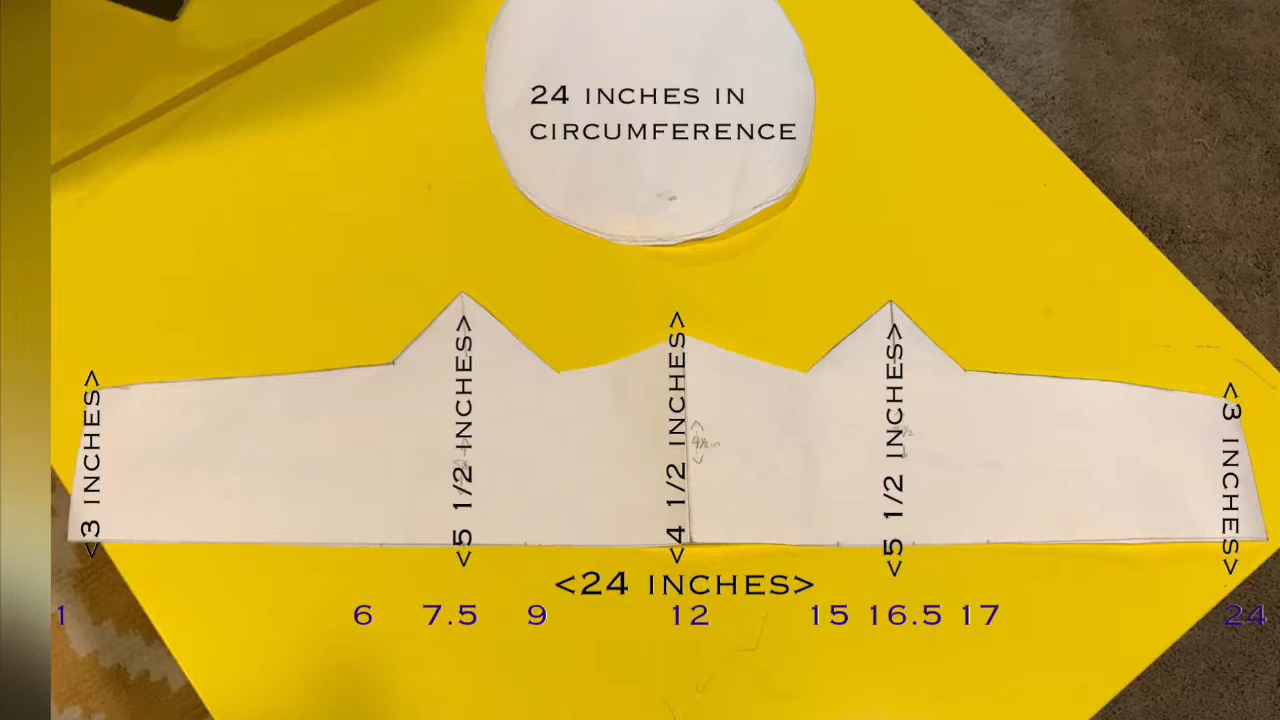 24 INCHES IN
CIRCUMFERENCE
<3 INCHES>
<5 1/2 INCHES>
<4 1/2 INCHES>
<5 1/2 INCHES>
<3 INCHES>
<24 INCHES>
1 6 7.5 9 12 15 16.5 17 24